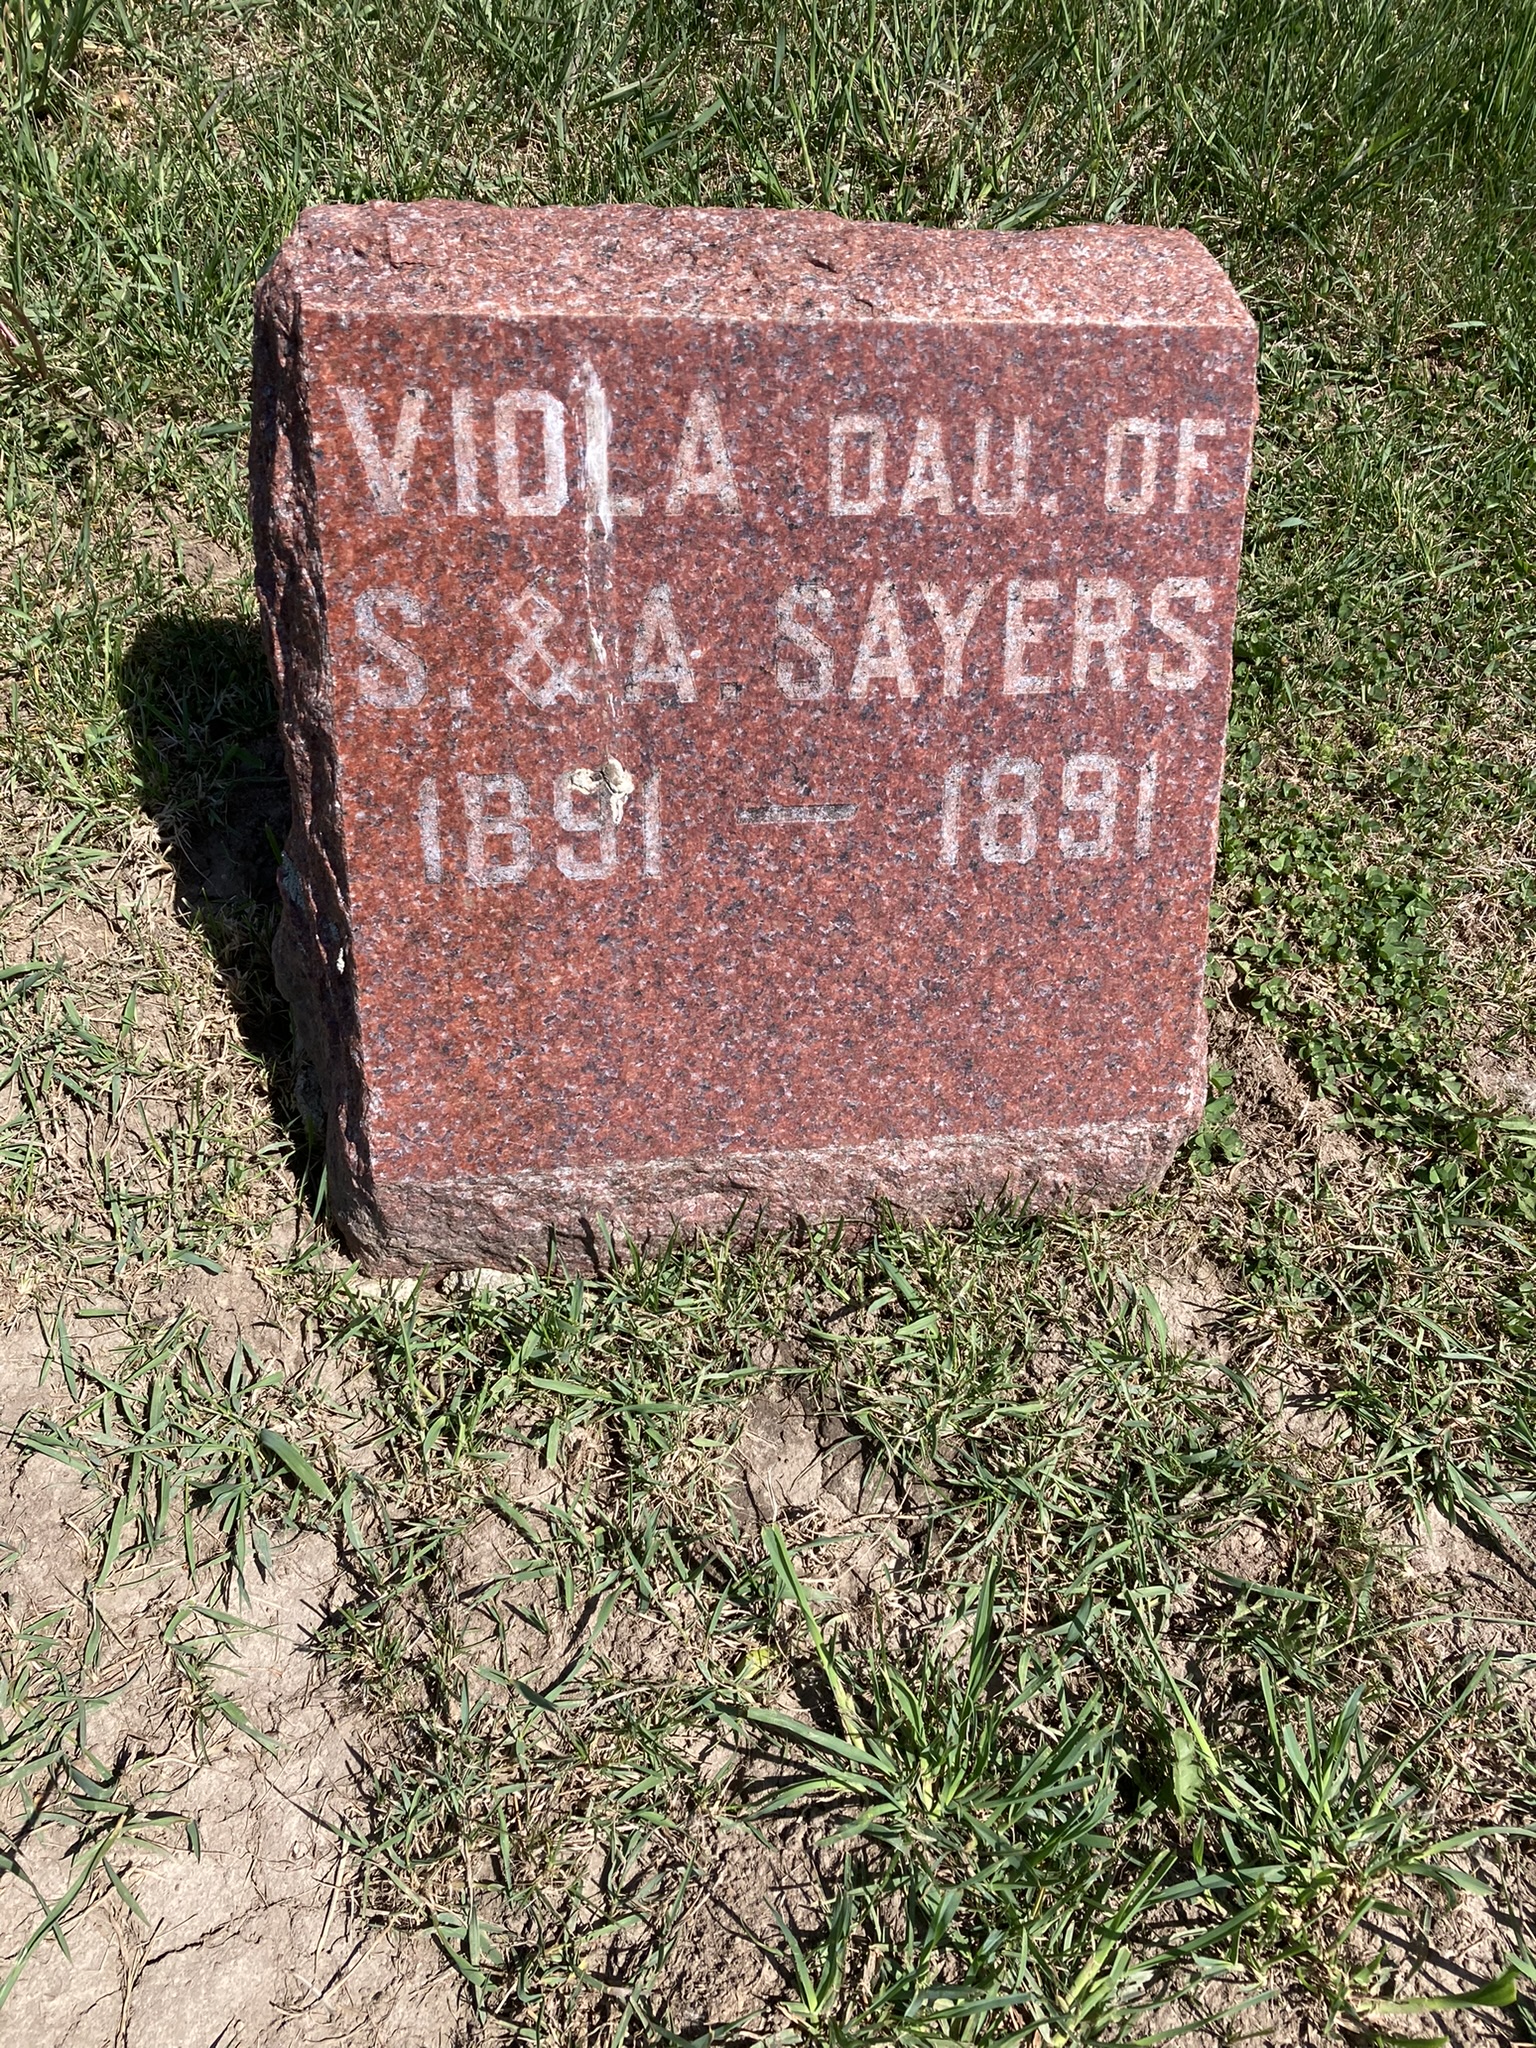 VIOLA DAU. OF
S. & A. SAYERS
1891 — 1891